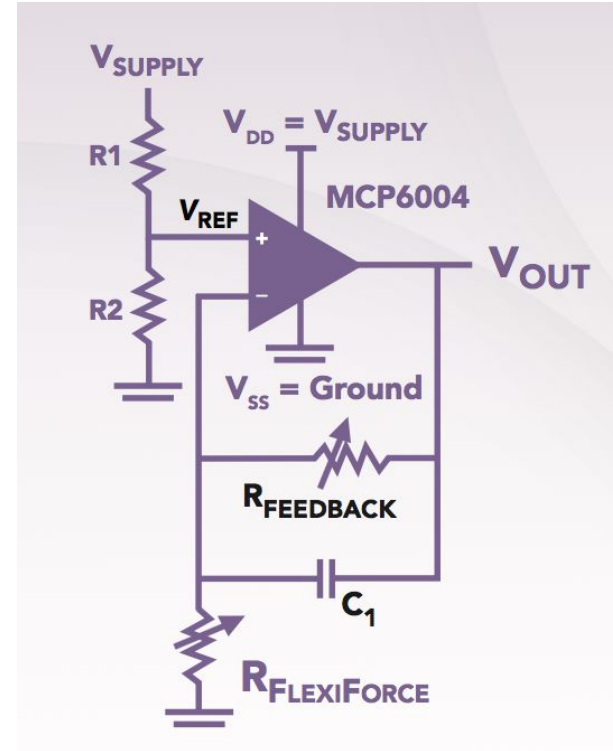 VSUPPLY
VDD = VSUPPLY
R1
MCP6004
VREF
+
VOUT
−
R2
VSS = Ground
RFEEDBACK
C1
RFLEXIFORCE